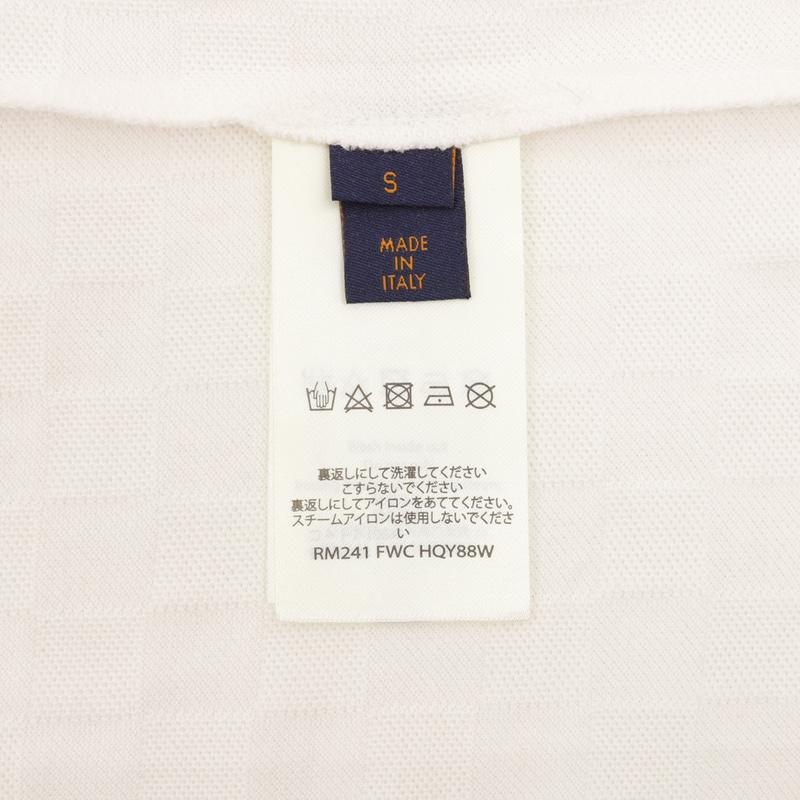 S
MADE
IN
ITALY
裏返しにして洗濯してください
こすらないでください
裏返しにしてアイロンをあててください。
スチームアイロンは使用しないでくださ
い
RM241 FWC HQY88W